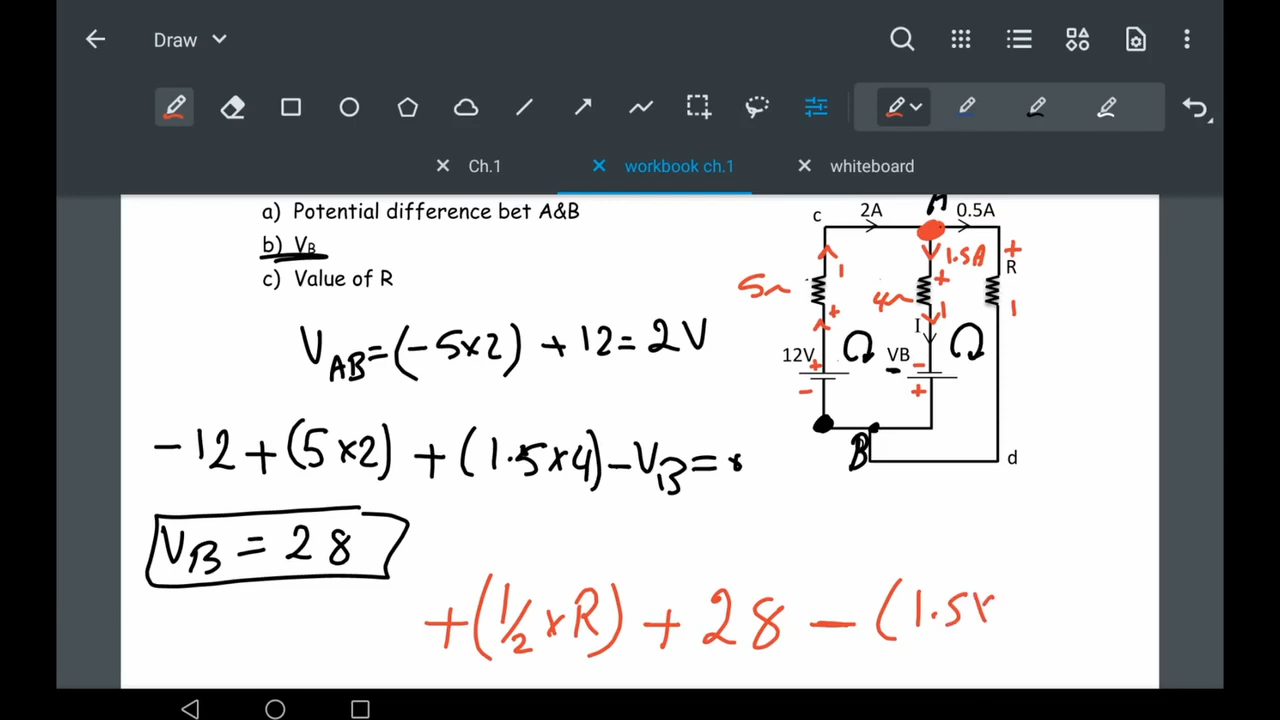 Draw
Ch.1
workbook ch.1
whiteboard
a) Potential difference bet A&B
b) VB
c) Value of R
c
2A
A
0.5A
1.5A
+
R
5Ω
+
4Ω
+
I
12V
+
-
VB
-
+
B
d
VAB=(-5x2) +12=2V
-12+(5x2)+(1.5x4)-VB=
VB = 28
+(1/2 x R) + 28 - (1.5x